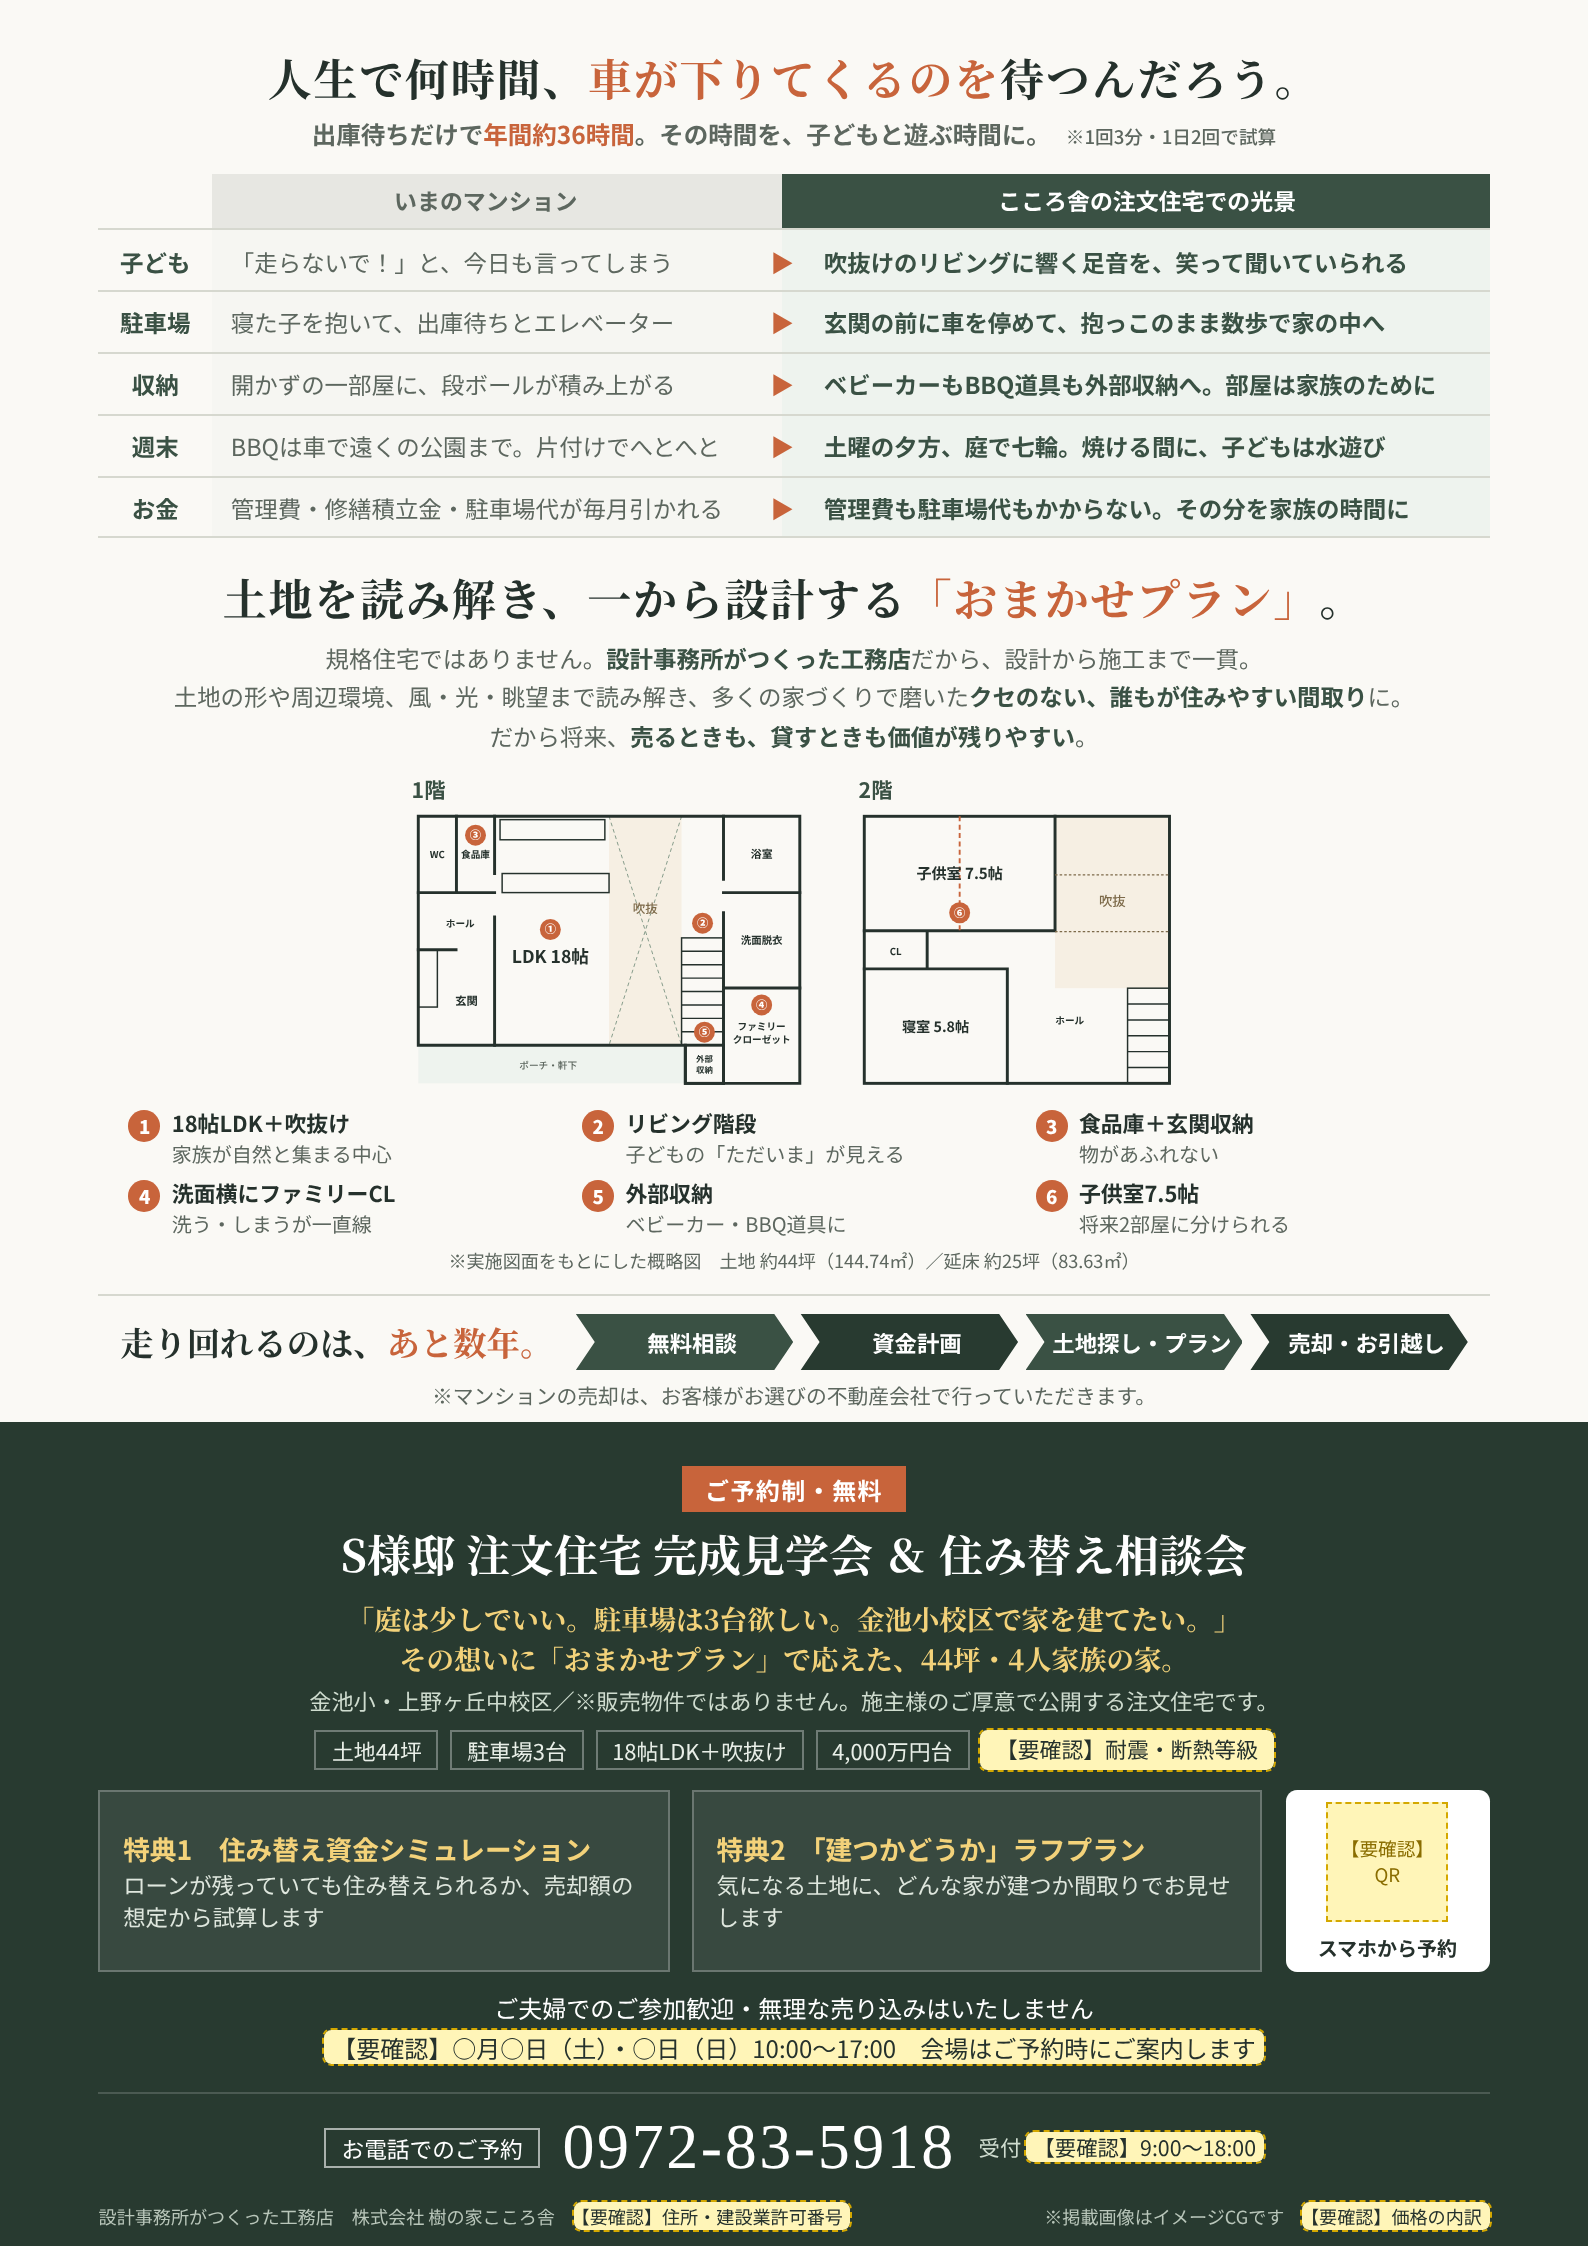 人生で何時間、車が下りてくるのを待つんだろう。
出庫待ちだけで年間約36時間。その時間を、子どもと遊ぶ時間に。 ※1回3分・1日2回で試算
いまのマンション こころ舎の注文住宅での光景
子ども 「走らないで！」と、今日も言ってしまう ▶ 吹抜けのリビングに響く足音を、笑って聞いていられる
駐車場 寝た子を抱いて、出庫待ちとエレベーター ▶ 玄関の前に車を停めて、抱っこのまま数歩で家の中へ
収納 開かずの一部屋に、段ボールが積み上がる ▶ ベビーカーもBBQ道具も外部収納へ。部屋は家族のために
週末 BBQは車で遠くの公園まで。片付けでへとへと ▶ 土曜の夕方、庭で七輪。焼ける間に、子どもは水遊び
お金 管理費・修繕積立金・駐車場代が毎月引かれる ▶ 管理費も駐車場代もかからない。その分を家族の時間に
土地を読み解き、一から設計する「おまかせプラン」。
規格住宅ではありません。設計事務所がつくった工務店だから、設計から施工まで一貫。
土地の形や周辺環境、風・光・眺望まで読み解き、多くの家づくりで磨いたクセのない、誰もが住みやすい間取りに。
だから将来、売るときも、貸すときも価値が残りやすい。
1階
WC
③
食品庫
浴室
吹抜
ホール
①
②
LDK 18帖
洗面脱衣
玄関
④
ファミリー
クローゼット
⑤
外部
収納
ポーチ・軒下
2階
子供室 7.5帖
⑥
吹抜
CL
寝室 5.8帖
ホール
1 18帖LDK＋吹抜け
家族が自然と集まる中心
2 リビング階段
子どもの「ただいま」が見える
3 食品庫＋玄関収納
物があふれない
4 洗面横にファミリーCL
洗う・しまうが一直線
5 外部収納
ベビーカー・BBQ道具に
6 子供室7.5帖
将来2部屋に分けられる
※実施図面をもとにした概略図 土地 約44坪（144.74㎡）／延床 約25坪（83.63㎡）
走り回れるのは、あと数年。 無料相談 資金計画 土地探し・プラン 売却・お引越し
※マンションの売却は、お客様がお選びの不動産会社で行っていただきます。
ご予約制・無料
S様邸 注文住宅 完成見学会 ＆ 住み替え相談会
「庭は少しでいい。駐車場は3台欲しい。金池小校区で家を建てたい。」
その想いに「おまかせプラン」で応えた、44坪・4人家族の家。
金池小・上野ヶ丘中校区／※販売物件ではありません。施主様のご厚意で公開する注文住宅です。
土地44坪 駐車場3台 18帖LDK＋吹抜け 4,000万円台 【要確認】耐震・断熱等級
特典1 住み替え資金シミュレーション
ローンが残っていても住み替えられるか、売却額の
想定から試算します
特典2 「建つかどうか」ラフプラン
気になる土地に、どんな家が建つか間取りでお見せ
します
【要確認】
QR
スマホから予約
ご夫婦でのご参加歓迎・無理な売り込みはいたしません
【要確認】〇月〇日（土）・〇日（日）10:00〜17:00 会場はご予約時にご案内します
お電話でのご予約 0972-83-5918 受付【要確認】9:00〜18:00
設計事務所がつくった工務店 株式会社 樹の家こころ舎 【要確認】住所・建設業許可番号 ※掲載画像はイメージCGです 【要確認】価格の内訳